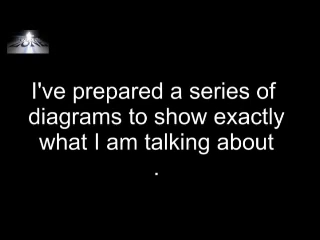 I've prepared a series of
diagrams to show exactly
what I am talking about
.